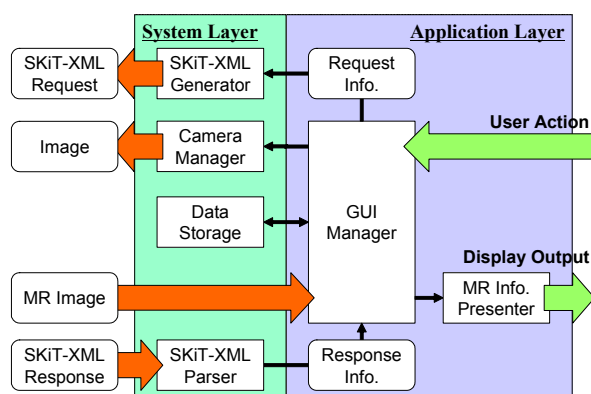 System Layer
Application Layer
SKiT-XML
Request
SKiT-XML
Generator
Request
Info.
User Action
Image
Camera
Manager
GUI
Manager
Data
Storage
Display Output
MR Image
MR Info.
Presenter
SKiT-XML
Response
SKiT-XML
Parser
Response
Info.